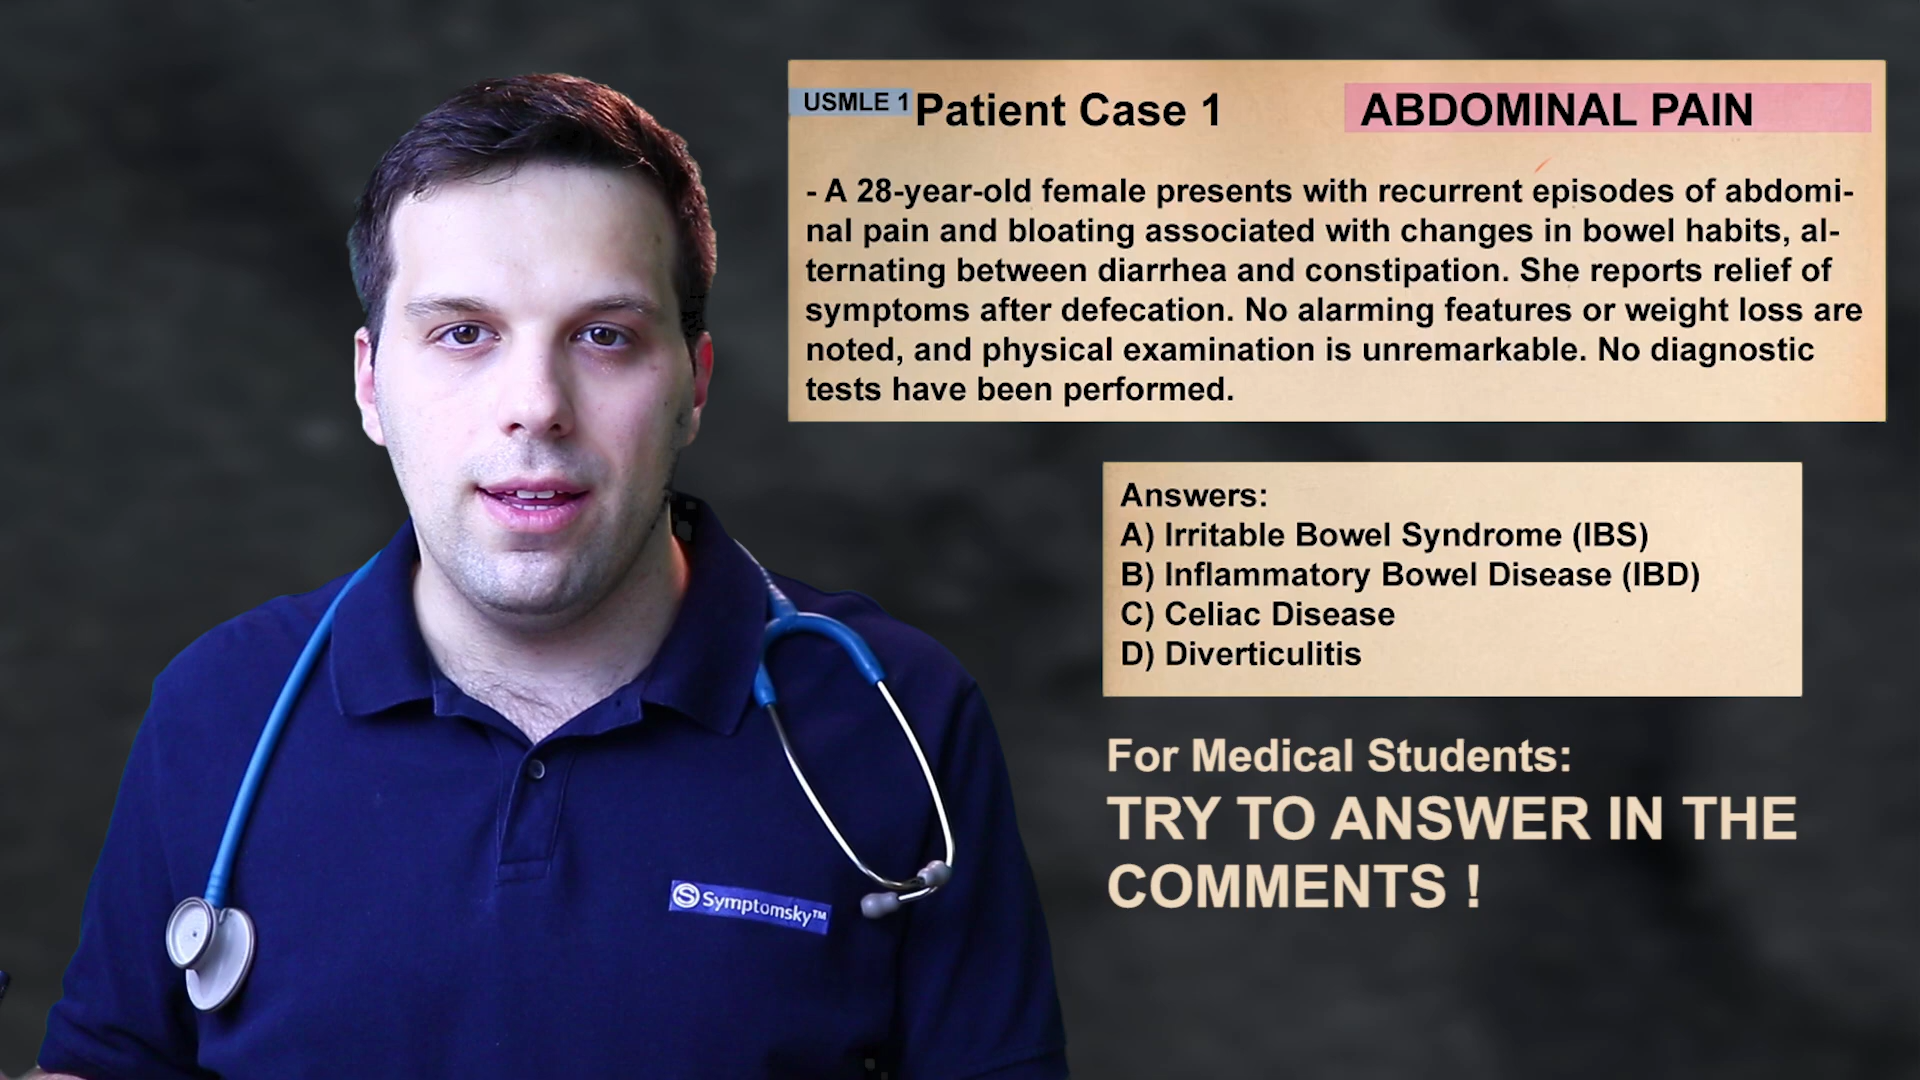 USMLE 1 Patient Case 1 ABDOMINAL PAIN
- A 28-year-old female presents with recurrent episodes of abdomi-
nal pain and bloating associated with changes in bowel habits, al-
ternating between diarrhea and constipation. She reports relief of
symptoms after defecation. No alarming features or weight loss are
noted, and physical examination is unremarkable. No diagnostic
tests have been performed.
Answers:
A) Irritable Bowel Syndrome (IBS)
B) Inflammatory Bowel Disease (IBD)
C) Celiac Disease
D) Diverticulitis
For Medical Students:
TRY TO ANSWER IN THE
COMMENTS !
S Symptomsky™